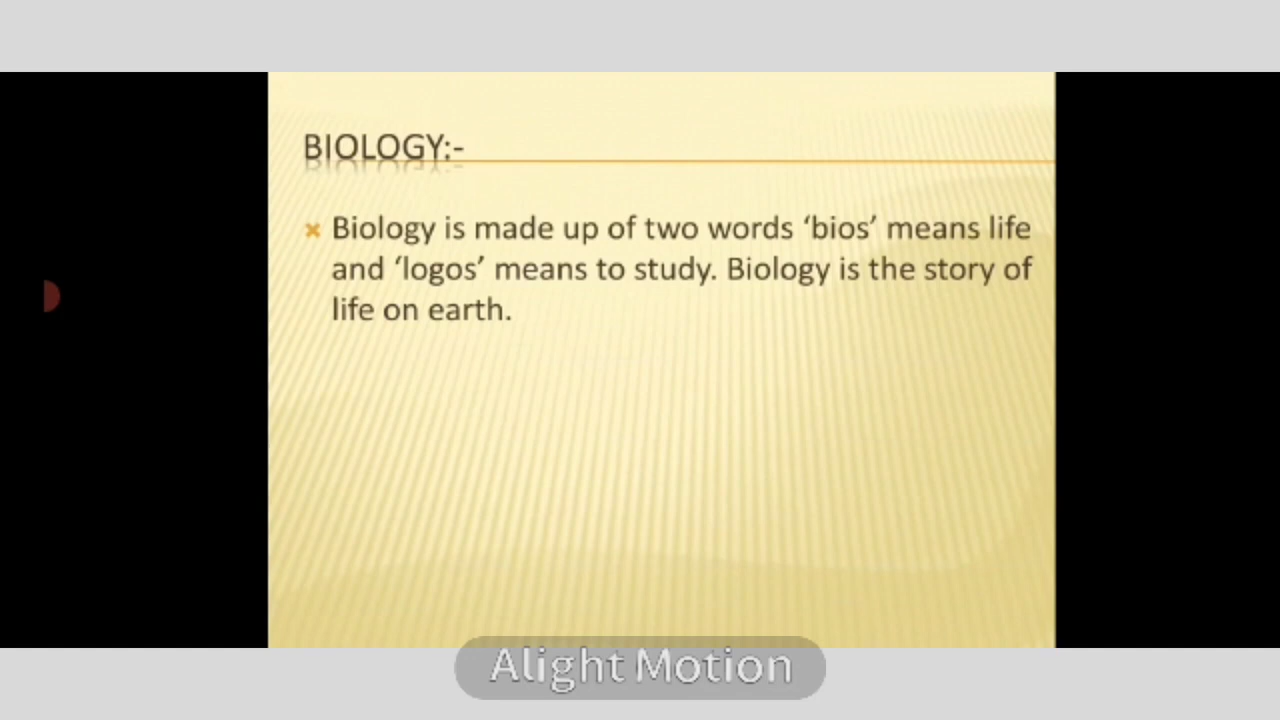 BIOLOGY:-
Biology is made up of two words ‘bios’ means life
and ‘logos’ means to study. Biology is the story of
life on earth.
Alight Motion